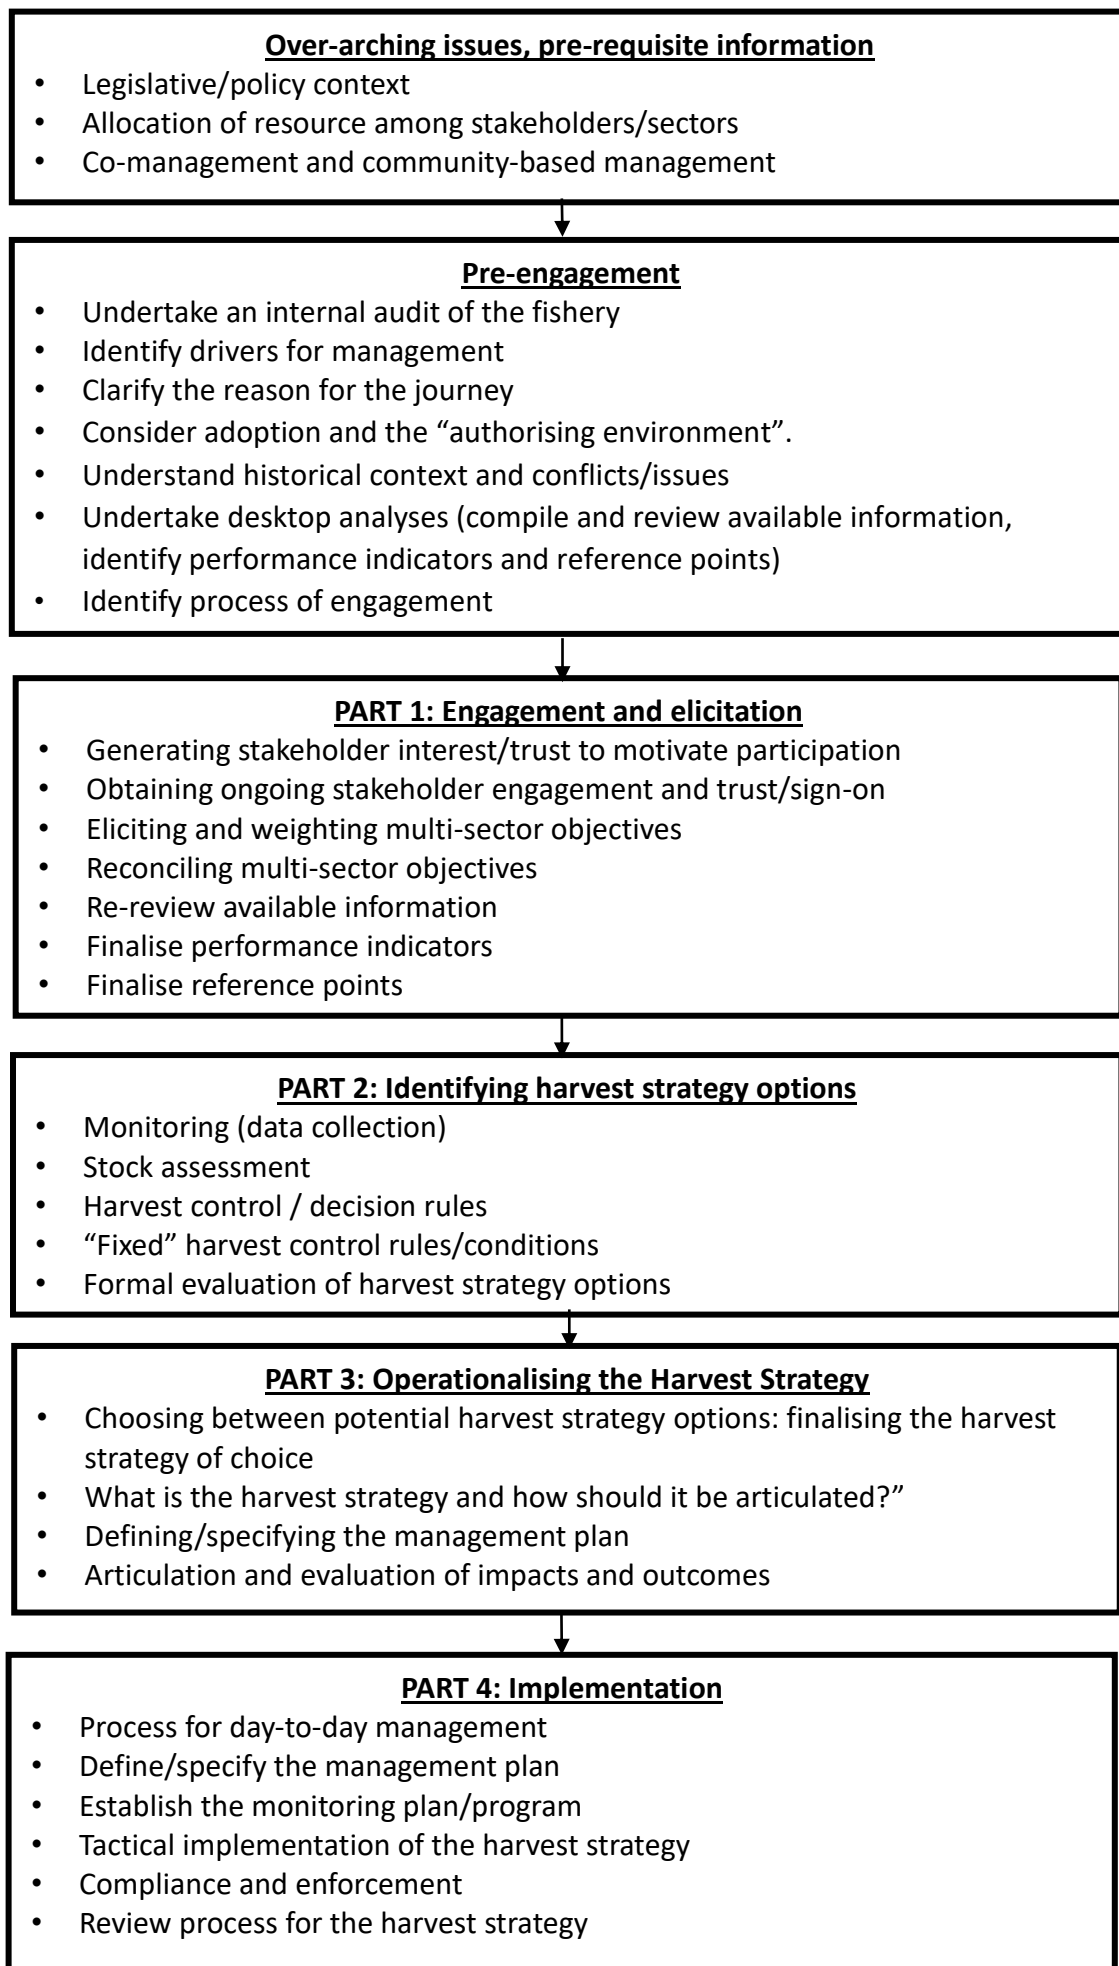 Over-arching issues, pre-requisite information
• Legislative/policy context
• Allocation of resource among stakeholders/sectors
• Co-management and community-based management
Pre-engagement
• Undertake an internal audit of the fishery
• Identify drivers for management
• Clarify the reason for the journey
• Consider adoption and the “authorising environment”.
• Understand historical context and conflicts/issues
• Undertake desktop analyses (compile and review available information,
identify performance indicators and reference points)
• Identify process of engagement
PART 1: Engagement and elicitation
• Generating stakeholder interest/trust to motivate participation
• Obtaining ongoing stakeholder engagement and trust/sign-on
• Eliciting and weighting multi-sector objectives
• Reconciling multi-sector objectives
• Re-review available information
• Finalise performance indicators
• Finalise reference points
PART 2: Identifying harvest strategy options
• Monitoring (data collection)
• Stock assessment
• Harvest control / decision rules
• “Fixed” harvest control rules/conditions
• Formal evaluation of harvest strategy options
PART 3: Operationalising the Harvest Strategy
• Choosing between potential harvest strategy options: finalising the harvest
strategy of choice
• What is the harvest strategy and how should it be articulated?”
• Defining/specifying the management plan
• Articulation and evaluation of impacts and outcomes
PART 4: Implementation
• Process for day-to-day management
• Define/specify the management plan
• Establish the monitoring plan/program
• Tactical implementation of the harvest strategy
• Compliance and enforcement
• Review process for the harvest strategy